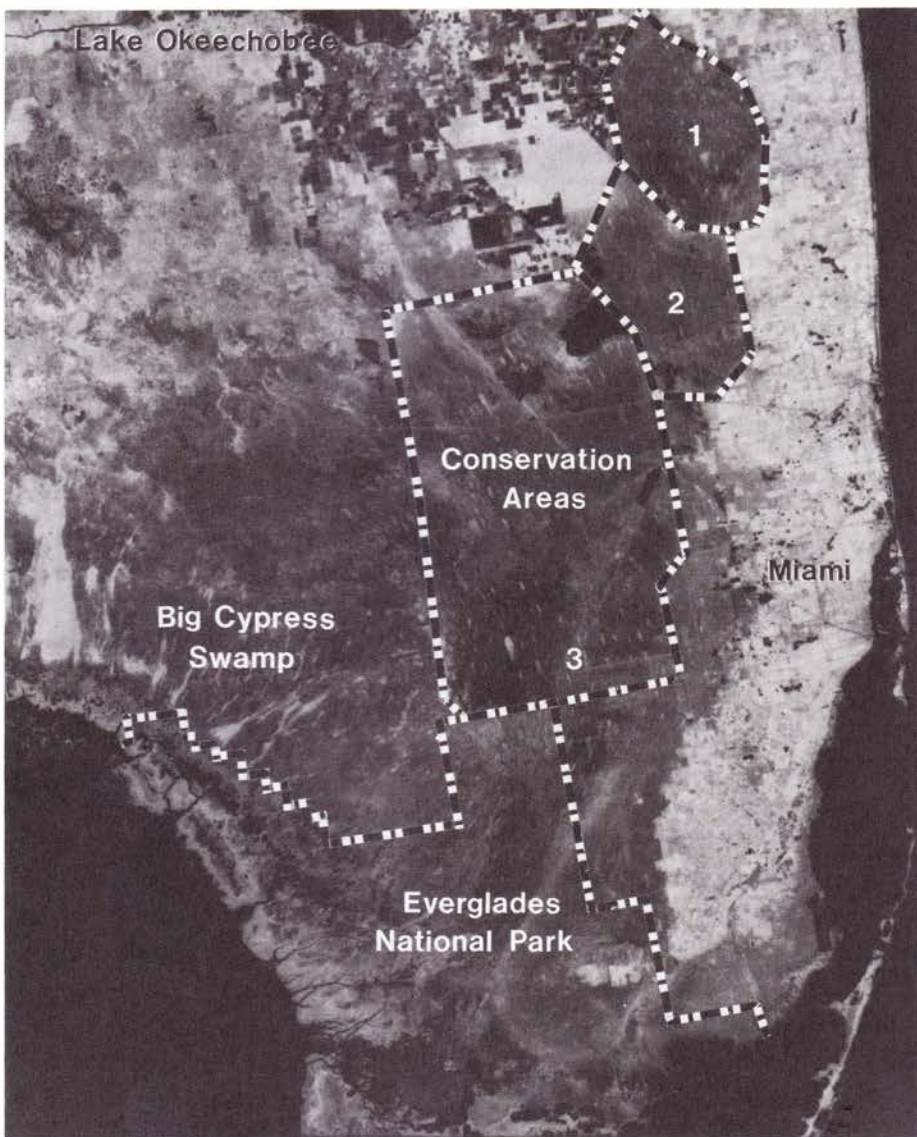 Lake Okeechobee
1
2
Conservation
Areas
Miami
Big Cypress
Swamp
3
Everglades
National Park